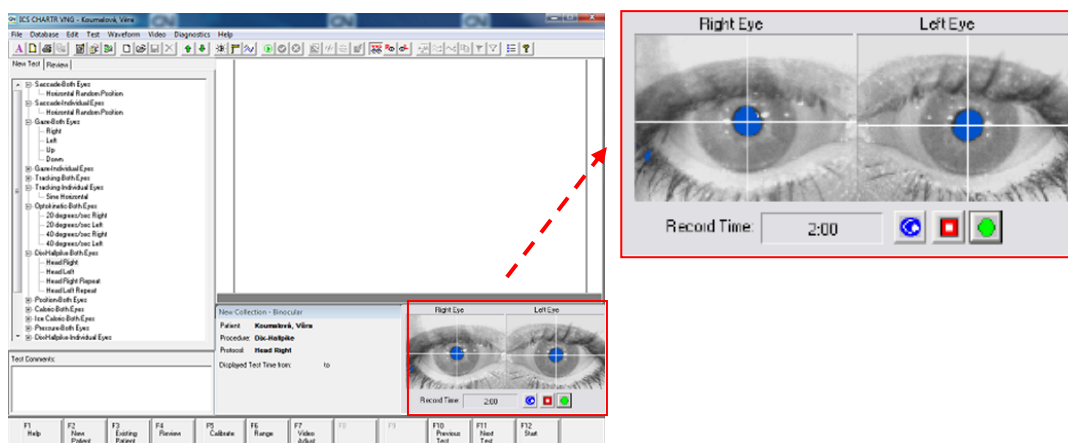 ICS CHARTR VNG - Koumalová, Věra
File Database Edit Test Waveform Video Diagnostics Help
New Test Review
Saccade-Both Eyes
Horizontal Random Position
Saccade-Individual Eyes
Horizontal Random Position
Gaze-Both Eyes
Right
Left
Up
Down
Gaze-Individual Eyes
Tracking-Both Eyes
Tracking-Individual Eyes
Sine Horizontal
Optokinetic-Both Eyes
20 degrees/sec Right
20 degrees/sec Left
40 degrees/sec Right
40 degrees/sec Left
Dix-Hallpike-Both Eyes
Head Right
Head Left
Head Right Repeat
Head Left Repeat
Position-Both Eyes
Caloric-Both Eyes
Ice Caloric-Both Eyes
Pressure-Both Eyes
Dix-Hallpike-Individual Eyes
Test Comments:
New Collection - Binocular
Patient Koumalová, Věra
Procedure: Dix-Hallpike
Protocol: Head Right
Displayed Test Time from: to
Right Eye Left Eye
Record Time: 2:00
F1 Help
F2 New Patient
F3 Existing Patient
F4 Review
F5 Calibrate
F6 Range
F7 Video Adjust
F8
F9
F10 Previous Test
F11 Next Test
F12 Start
Right Eye Left Eye
Record Time: 2:00